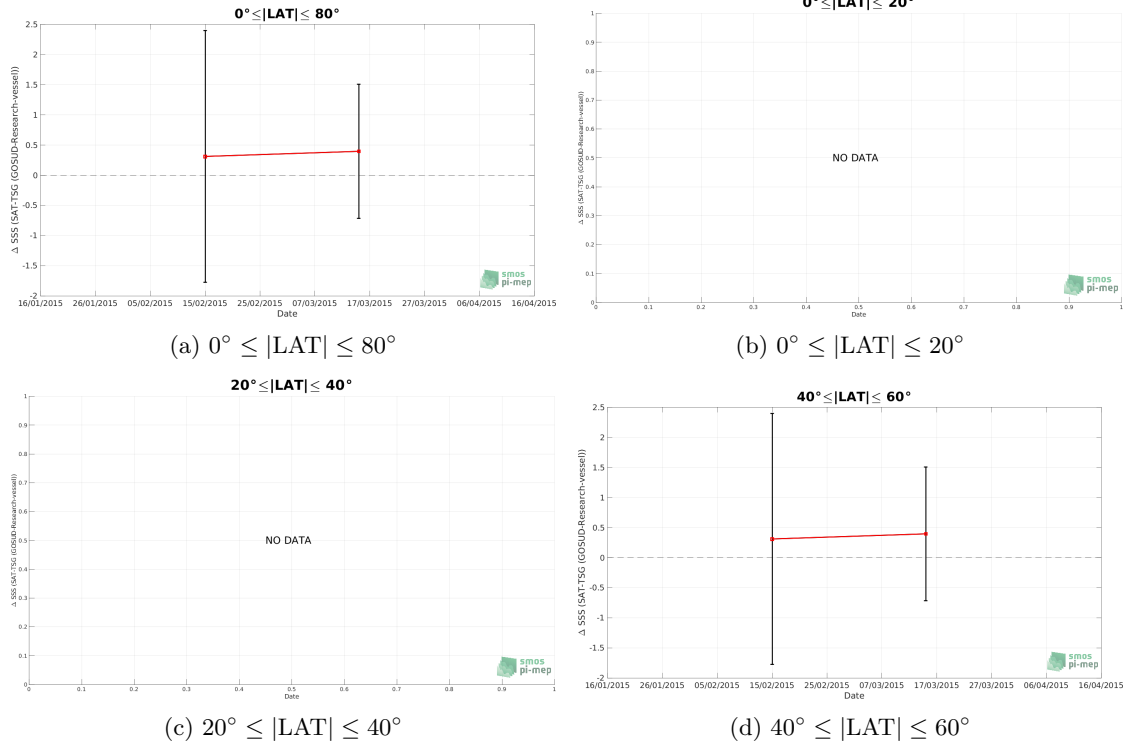 0°≤|LAT|≤ 80°
2.5
2
1.5
1
0.5
0
-0.5
-1
-1.5
-2
Δ SSS (SAT-TSG (GOSUD-Research-vessel))
16/01/2015 26/01/2015 05/02/2015 15/02/2015 25/02/2015 07/03/2015 17/03/2015 27/03/2015 06/04/2015 16/04/2015
Date
smos
pi-mep
(a) 0° ≤ |LAT| ≤ 80°
0°≤|LAT|≤ 20°
1
0.9
0.8
0.7
0.6
0.5
0.4
0.3
0.2
0.1
0
Δ SSS (SAT-TSG (GOSUD-Research-vessel))
NO DATA
0 0.1 0.2 0.3 0.4 0.5 0.6 0.7 0.8 0.9 1
Date
smos
pi-mep
(b) 0° ≤ |LAT| ≤ 20°
20°≤|LAT|≤ 40°
1
0.9
0.8
0.7
0.6
0.5
0.4
0.3
0.2
0.1
0
Δ SSS (SAT-TSG (GOSUD-Research-vessel))
NO DATA
0 0.1 0.2 0.3 0.4 0.5 0.6 0.7 0.8 0.9 1
Date
smos
pi-mep
(c) 20° ≤ |LAT| ≤ 40°
40°≤|LAT|≤ 60°
2.5
2
1.5
1
0.5
0
-0.5
-1
-1.5
-2
Δ SSS (SAT-TSG (GOSUD-Research-vessel))
16/01/2015 26/01/2015 05/02/2015 15/02/2015 25/02/2015 07/03/2015 17/03/2015 27/03/2015 06/04/2015 16/04/2015
Date
smos
pi-mep
(d) 40° ≤ |LAT| ≤ 60°